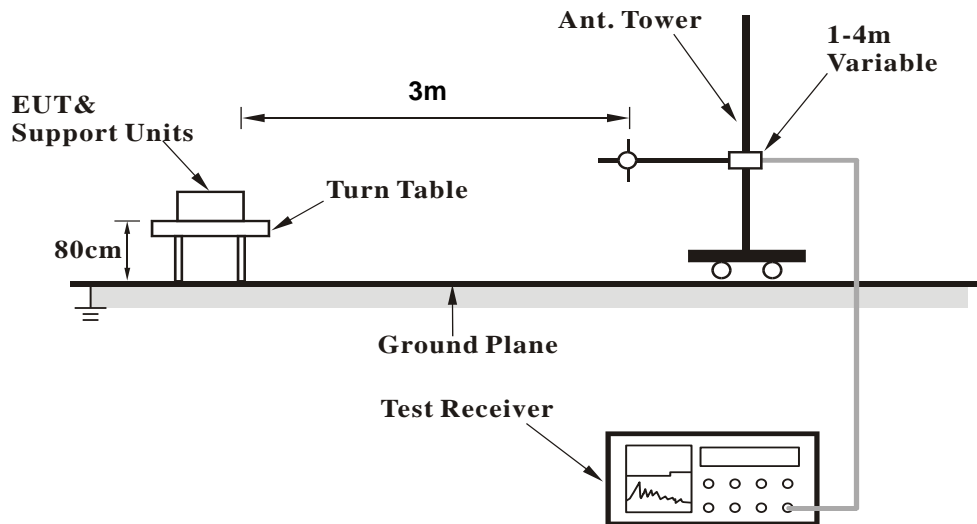 Ant. Tower
1-4m
Variable
3m
EUT&
Support Units
Turn Table
80cm
Ground Plane
Test Receiver